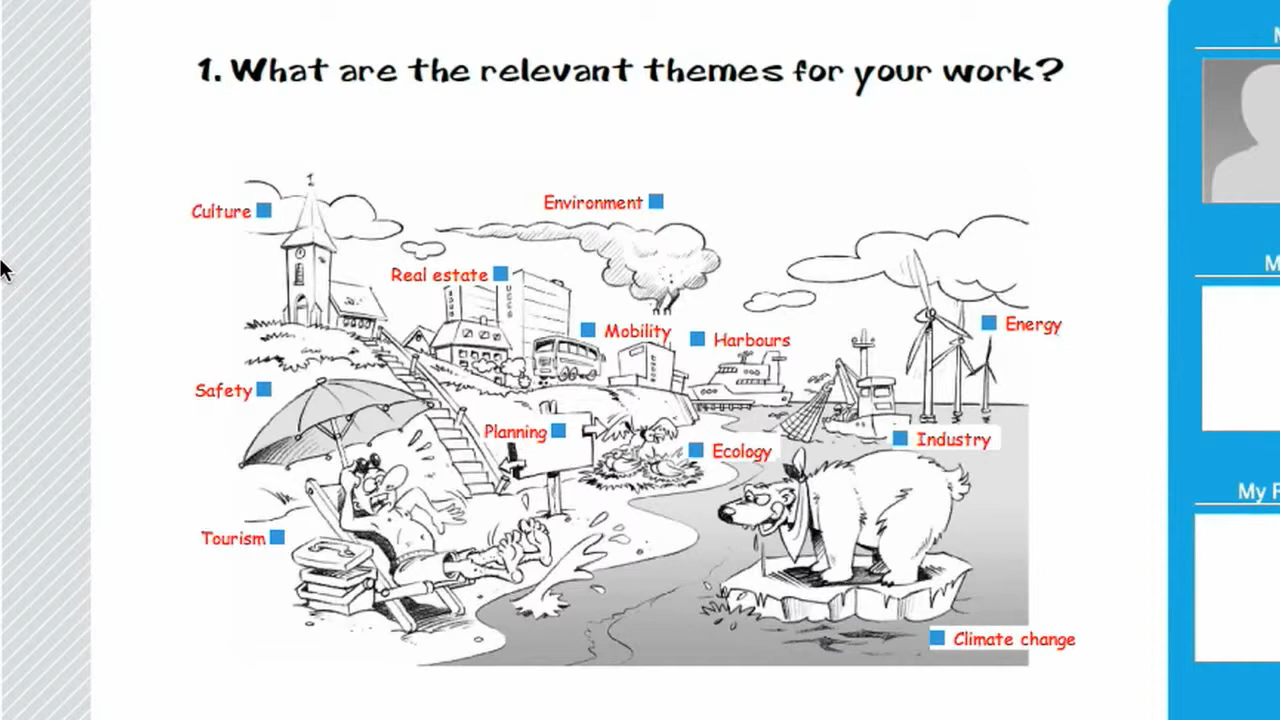 1. What are the relevant themes for your work?
Culture
Environment
Real estate
Mobility
Harbours
Energy
Safety
Planning
Ecology
Industry
Tourism
Climate change
My